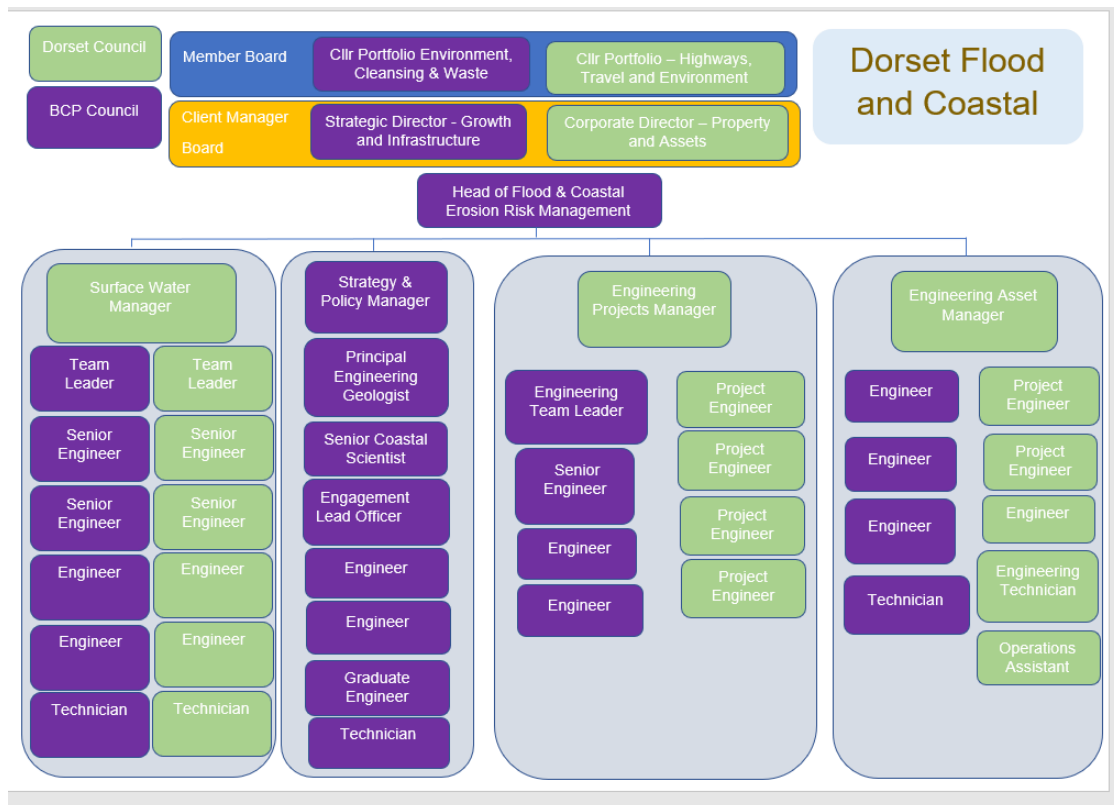 Dorset Council
BCP Council
Member Board
Cllr Portfolio Environment,
Cleansing & Waste
Cllr Portfolio – Highways,
Travel and Environment
Client Manager
Board
Strategic Director - Growth
and Infrastructure
Corporate Director – Property
and Assets
Dorset Flood
and Coastal
Head of Flood & Coastal
Erosion Risk Management
Surface Water
Manager
Team
Leader
Team
Leader
Senior
Engineer
Senior
Engineer
Senior
Engineer
Senior
Engineer
Engineer
Engineer
Engineer
Engineer
Technician
Technician
Strategy &
Policy Manager
Principal
Engineering
Geologist
Senior Coastal
Scientist
Engagement
Lead Officer
Engineer
Engineer
Graduate
Engineer
Technician
Engineering
Projects Manager
Engineering
Team Leader
Senior
Engineer
Engineer
Engineer
Project
Engineer
Project
Engineer
Project
Engineer
Project
Engineer
Engineering Asset
Manager
Engineer
Engineer
Engineer
Technician
Project
Engineer
Project
Engineer
Engineer
Engineering
Technician
Operations
Assistant